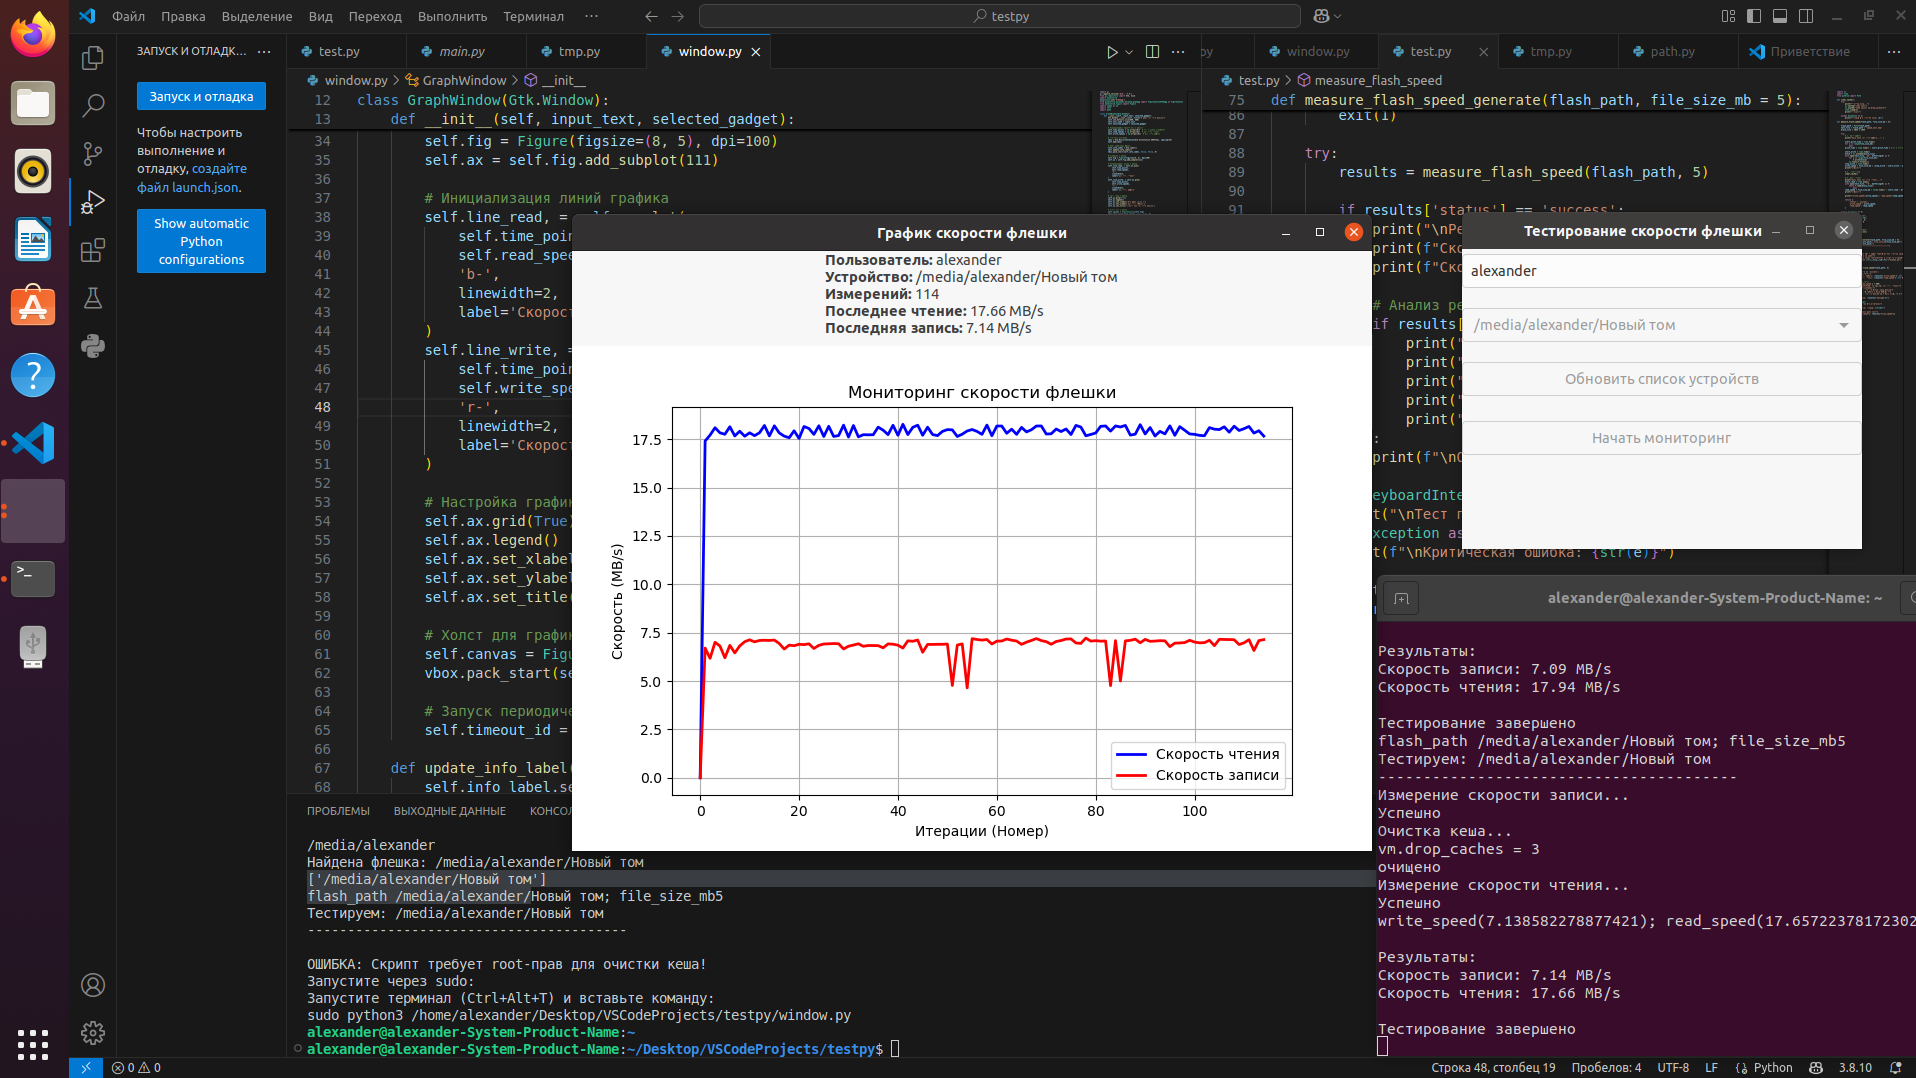 Файл Правка Выделение Вид Переход Выполнить Терминал ···
testpy
ЗАПУСК И ОТЛАДК... ···
Запуск и отладка
Чтобы настроить
выполнение и
отладку, создайте
файл launch.json.
Show automatic
Python
configurations
test.py main.py tmp.py window.py
window.py > GraphWindow > __init__
12 class GraphWindow(Gtk.Window):
13 def __init__(self, input_text, selected_gadget):
34 self.fig = Figure(figsize=(8, 5), dpi=100)
35 self.ax = self.fig.add_subplot(111)
36
37 # Инициализация линий графика
38 self.line_read, =
39 self.time_poin
40 self.read_spe
41 'b-',
42 linewidth=2,
43 label='Скорост
44 )
45 self.line_write, =
46 self.time_poin
47 self.write_spe
48 'r-',
49 linewidth=2,
50 label='Скорост
51 )
52
53 # Настройка график
54 self.ax.grid(True)
55 self.ax.legend()
56 self.ax.set_xlabel
57 self.ax.set_ylabel
58 self.ax.set_title(
59
60 # Холст для график
61 self.canvas = Figu
62 vbox.pack_start(se
63
64 # Запуск периодиче
65 self.timeout_id =
66
67 def update_info_label(
68 self.info_label.se
py window.py test.py tmp.py path.py Приветствие ···
test.py > measure_flash_speed
75 def measure_flash_speed_generate(flash_path, file_size_mb = 5):
86 exit(1)
87
88 try:
89 results = measure_flash_speed(flash_path, 5)
90
91 if results['status'] == 'success':
print("\nРе
print(f"Ско
print(f"Ско
# Анализ ре
if results[
print("
print("
print("
print("
print("
:
print(f"\nО
eyboardInte
t("\nТест п
xception as
t(f"\nКритическая ошибка: {str(e)}")
График скорости флешки
Пользователь: alexander
Устройство: /media/alexander/Новый том
Измерений: 114
Последнее чтение: 17.66 MB/s
Последняя запись: 7.14 MB/s
Мониторинг скорости флешки
17.5
15.0
12.5
10.0
7.5
5.0
2.5
0.0
Скорость (MB/s)
0 20 40 60 80 100
Итерации (Номер)
Скорость чтения
Скорость записи
Тестирование скорости флешки
alexander
/media/alexander/Новый том
Обновить список устройств
Начать мониторинг
alexander@alexander-System-Product-Name: ~
Результаты:
Скорость записи: 7.09 MB/s
Скорость чтения: 17.94 MB/s
Тестирование завершено
flash_path /media/alexander/Новый том; file_size_mb5
Тестируем: /media/alexander/Новый том
----------------------------------------
Измерение скорости записи...
Успешно
Очистка кеша...
vm.drop_caches = 3
очищено
Измерение скорости чтения...
Успешно
write_speed(7.138582278877421); read_speed(17.65722378172302
Результаты:
Скорость записи: 7.14 MB/s
Скорость чтения: 17.66 MB/s
Тестирование завершено
ПРОБЛЕМЫ ВЫХОДНЫЕ ДАННЫЕ КОНСОЛ
/media/alexander
Найдена флешка: /media/alexander/Новый том
['/media/alexander/Новый том']
flash_path /media/alexander/Новый том; file_size_mb5
Тестируем: /media/alexander/Новый том
----------------------------------------
ОШИБКА: Скрипт требует root-прав для очистки кеша!
Запустите через sudo:
Запустите терминал (Ctrl+Alt+T) и вставьте команду:
sudo python3 /home/alexander/Desktop/VSCodeProjects/testpy/window.py
alexander@alexander-System-Product-Name:~
alexander@alexander-System-Product-Name:~/Desktop/VSCodeProjects/testpy$
0 0
Строка 48, столбец 19 Пробелов: 4 UTF-8 LF Python 3.8.10